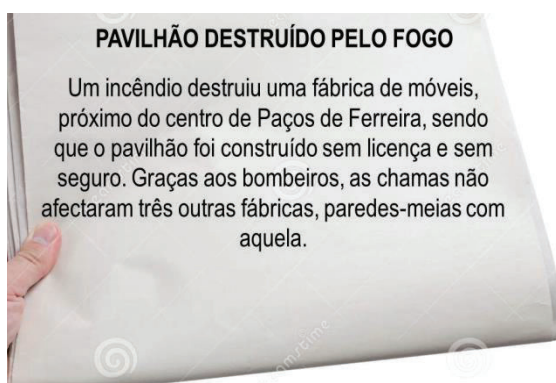 PAVILHÃO DESTRUÍDO PELO FOGO
Um incêndio destruiu uma fábrica de móveis,
próximo do centro de Paços de Ferreira, sendo
que o pavilhão foi construído sem licença e sem
seguro. Graças aos bombeiros, as chamas não
afectaram três outras fábricas, paredes-meias com
aquela.